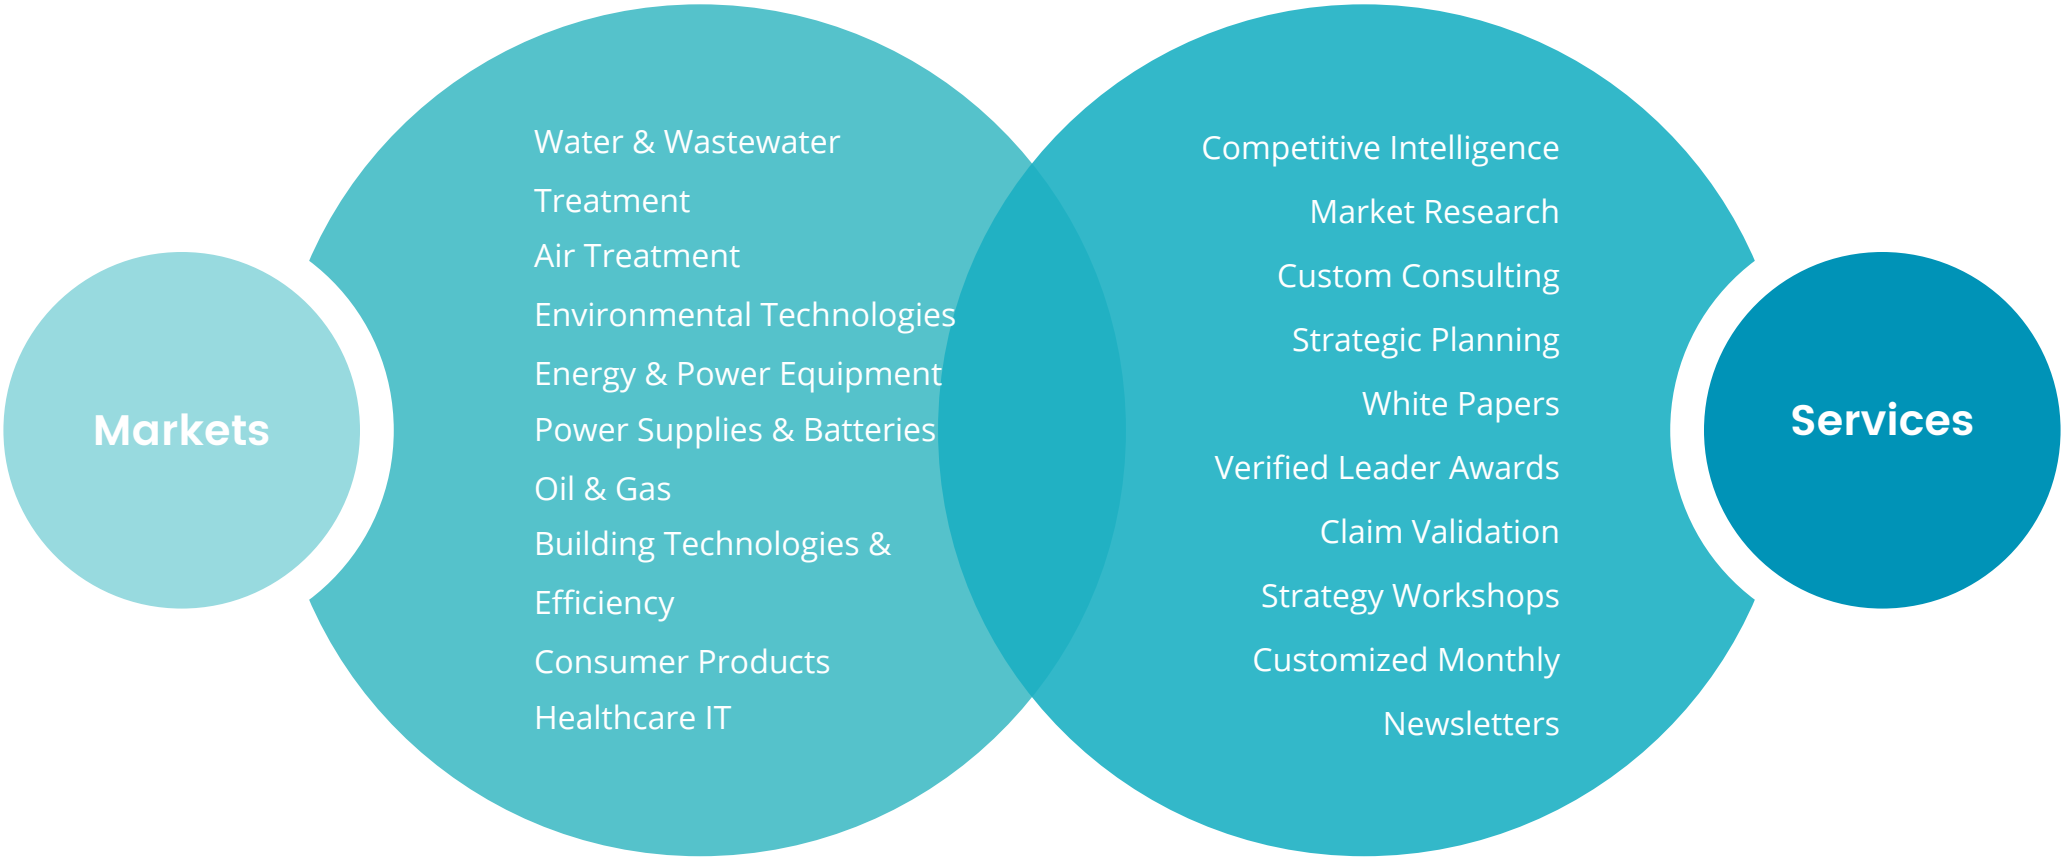 Markets
Water & Wastewater
Treatment
Air Treatment
Environmental Technologies
Energy & Power Equipment
Power Supplies & Batteries
Oil & Gas
Building Technologies &
Efficiency
Consumer Products
Healthcare IT
Competitive Intelligence
Market Research
Custom Consulting
Strategic Planning
White Papers
Verified Leader Awards
Claim Validation
Strategy Workshops
Customized Monthly
Newsletters
Services